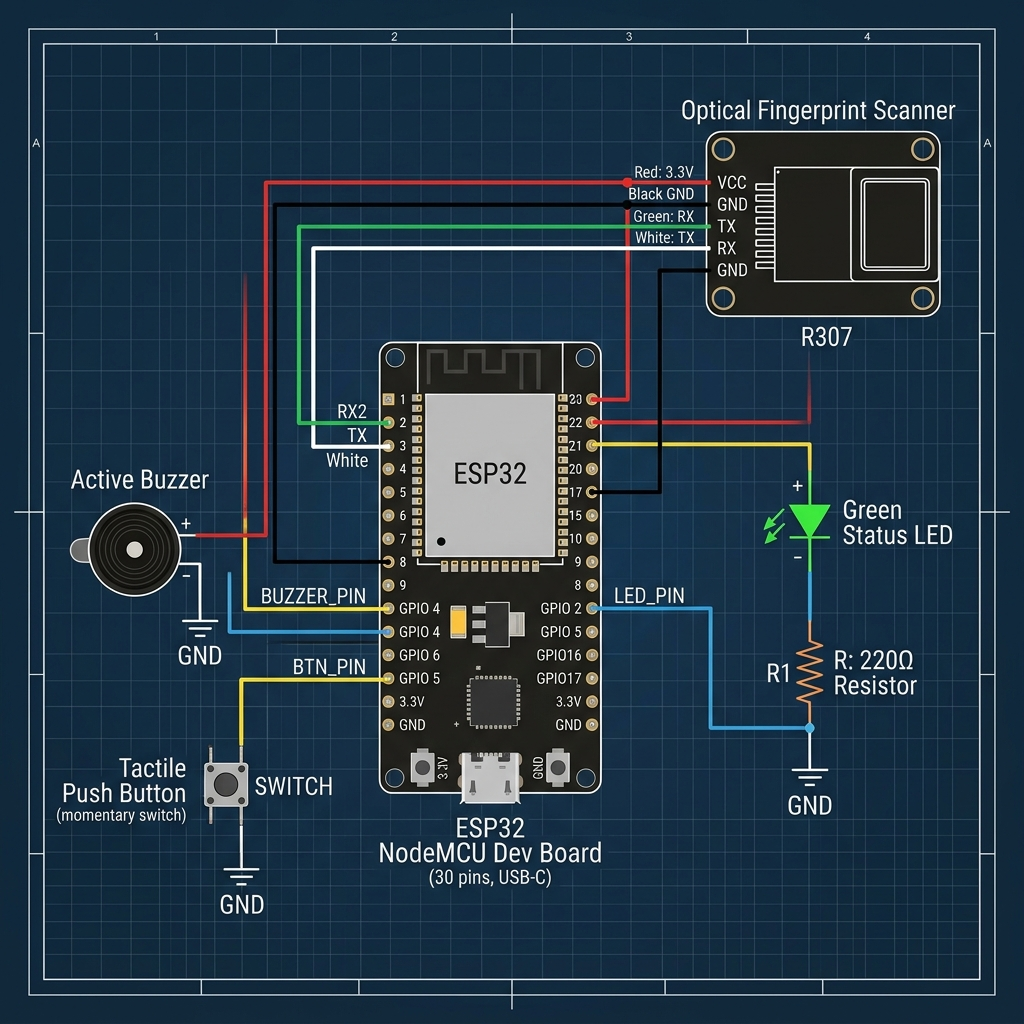 1 2 3 4
A A
Optical Fingerprint Scanner
Red: 3.3V
Black GND
Green: RX
White: TX
VCC
GND
TX
RX
GND
R307
RX2
TX
White
1
2
3
4
5
6
7
8
9
GPIO 4
GPIO 4
GPIO 6
GPIO 5
3.3V
GND
ESP32
23
22
21
20
17
15
10
9
8
GPIO 2
GPIO 5
GPIO16
GPIO17
3.3V
GND
+
GND
Active Buzzer
+
-
GND
BUZZER_PIN
BTN_PIN
LED_PIN
+
-
Green
Status LED
R1
R: 220Ω
Resistor
GND
Tactile
Push Button
(momentary switch)
SWITCH
GND
ESP32
NodeMCU Dev Board
(30 pins, USB-C)